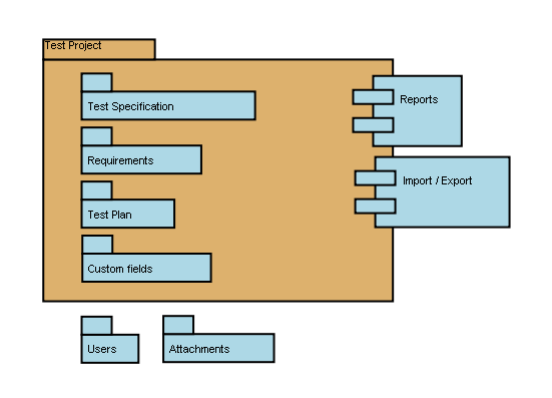 Test Project
Test Specification
Reports
Requirements
Import / Export
Test Plan
Custom fields
Users
Attachments